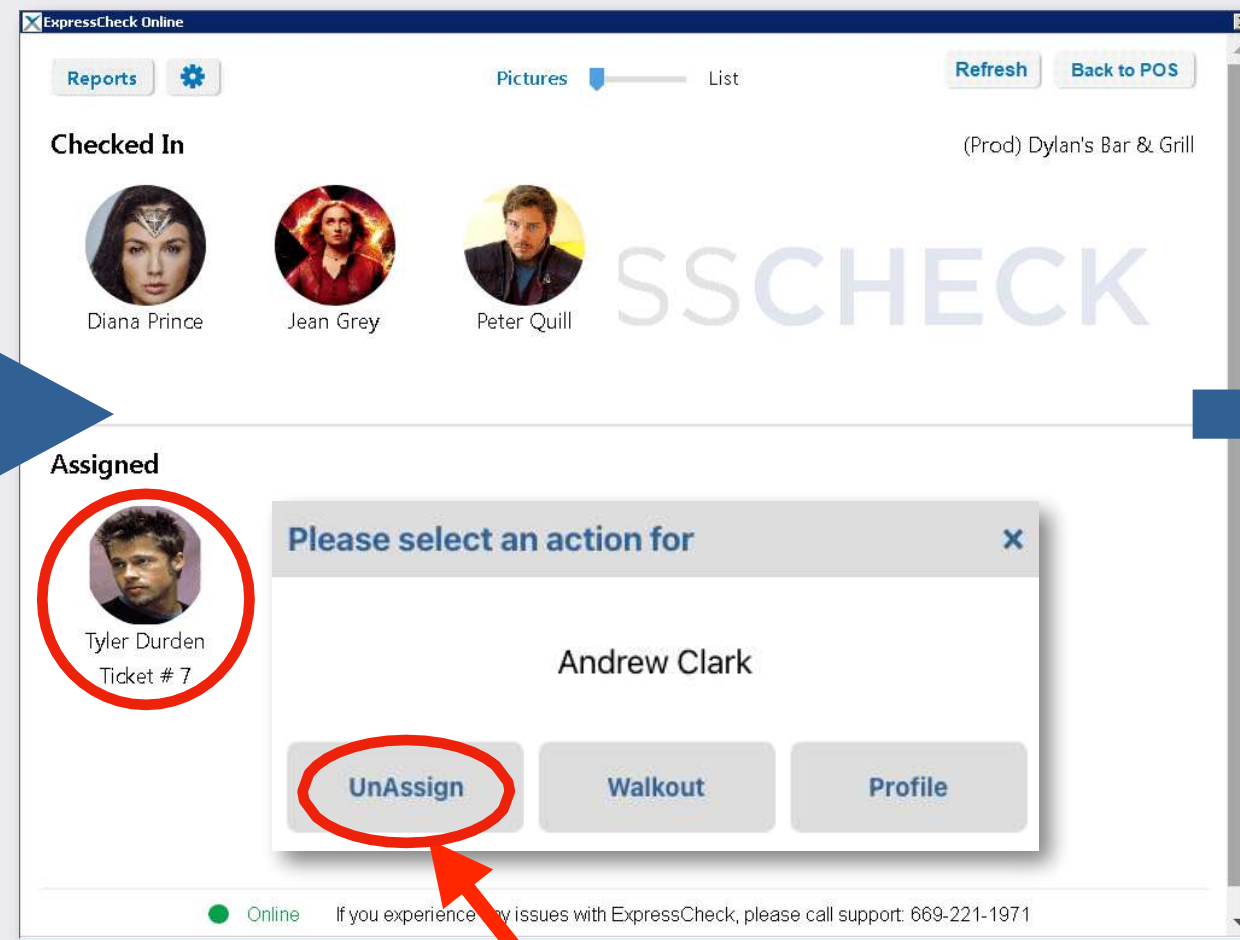 ExpressCheck Online
Reports
Pictures
List
Refresh
Back to POS
Checked In
(Prod) Dylan's Bar & Grill
SSCHECK
Diana Prince
Jean Grey
Peter Quill
Assigned
Tyler Durden
Ticket # 7
Please select an action for
×
Andrew Clark
UnAssign
Walkout
Profile
Online
If you experience issues with ExpressCheck, please call support: 669-221-1971